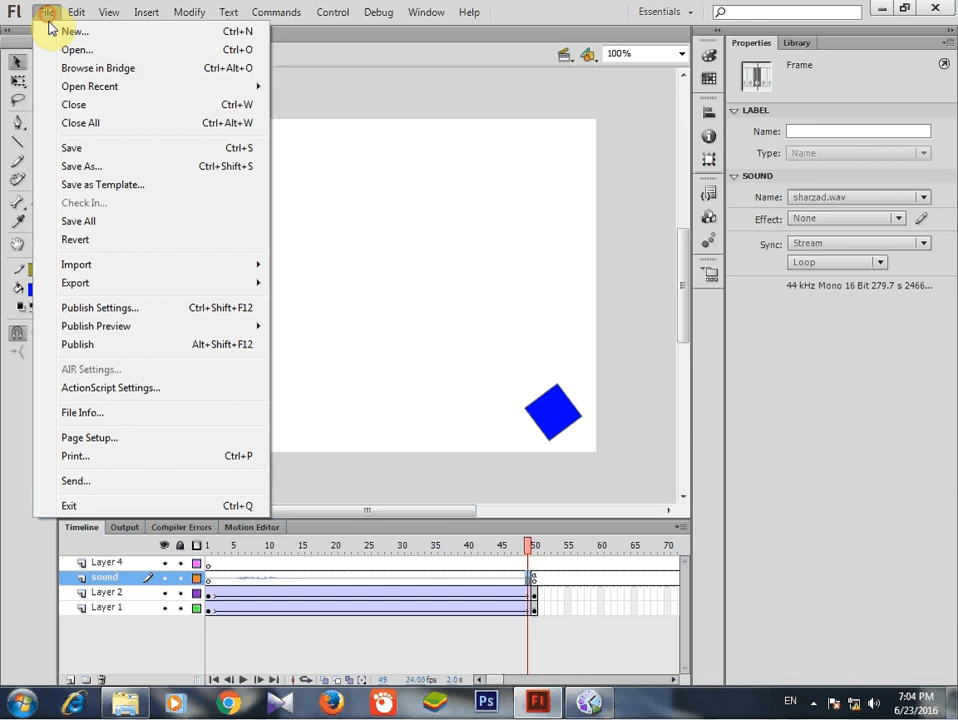 Fl File Edit View Insert Modify Text Commands Control Debug Window Help Essentials
New... Ctrl+N
Open... Ctrl+O
Browse in Bridge Ctrl+Alt+O
Open Recent
Close Ctrl+W
Close All Ctrl+Alt+W
Save Ctrl+S
Save As... Ctrl+Shift+S
Save as Template...
Check In...
Save All
Revert
Import
Export
Publish Settings... Ctrl+Shift+F12
Publish Preview
Publish Alt+Shift+F12
AIR Settings...
ActionScript Settings...
File Info...
Page Setup...
Print... Ctrl+P
Send...
Exit Ctrl+Q
100%
Properties Library
Frame
LABEL
Name:
Type: Name
SOUND
Name: sharzad.wav
Effect: None
Sync: Stream
Loop
44 kHz Mono 16 Bit 279.7 s 2466...
Timeline Output Compiler Errors Motion Editor
1 5 10 15 20 25 30 35 40 45 50 55 60 65 70
Layer 4
sound
Layer 2
Layer 1
49 24.00fps 2.0s
Ps Fl EN 7:04 PM
6/23/2016